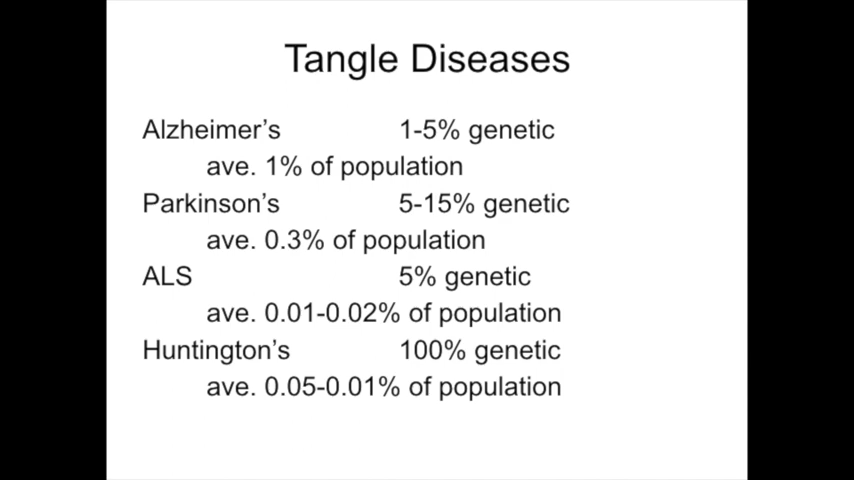 Tangle Diseases
Alzheimer's 1-5% genetic
ave. 1% of population
Parkinson's 5-15% genetic
ave. 0.3% of population
ALS 5% genetic
ave. 0.01-0.02% of population
Huntington's 100% genetic
ave. 0.05-0.01% of population